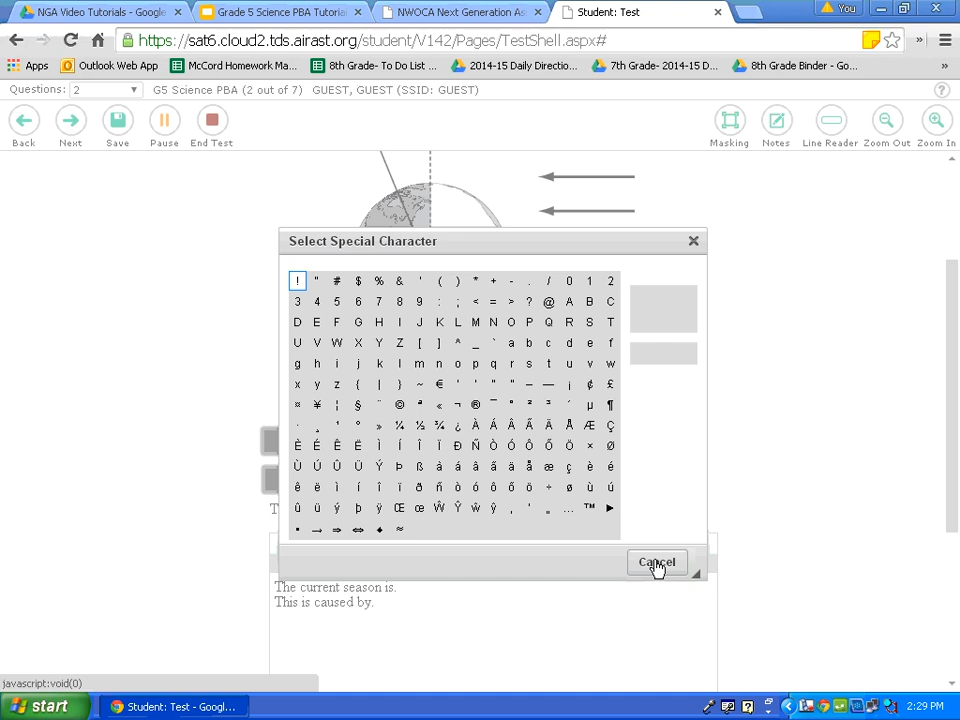 NGA Video Tutorials - Google
Grade 5 Science PBA Tutoria
NWOCA Next Generation As
Student: Test
You
https://sat6.cloud2.tds.airast.org/student/V142/Pages/TestShell.aspx#
Apps
Outlook Web App
McCord Homework Ma...
8th Grade- To Do List ...
2014-15 Daily Directio...
7th Grade- 2014-15 D...
8th Grade Binder - Go...
Questions: 2
G5 Science PBA (2 out of 7) GUEST, GUEST (SSID: GUEST)
Back
Next
Save
Pause
End Test
Masking
Notes
Line Reader
Zoom Out
Zoom In
Select Special Character
! " # $ % & ' ( ) * + - . / 0 1 2
3 4 5 6 7 8 9 : ; < = > ? @ A B C
D E F G H I J K L M N O P Q R S T
U V W X Y Z [ ] ^ _ ` a b c d e f
g h i j k l m n o p q r s t u v w
x y z { | } ~ € ‘ ’ “ ” – — ¡ ¢ £
¤ ¥ ¦ § ¨ © ª « ¬ ® ¯ ° ² ³ ´ µ ¶
· ¸ ¹ º » ¼ ½ ¾ ¿ À Á Â Ã Ä Å Æ Ç
È É Ê Ë Ì Í Î Ï Ð Ñ Ò Ó Ô Õ Ö × Ø
Ù Ú Û Ü Ý Þ ß à á â ã ä å æ ç è é
ê ë ì í î ï ð ñ ò ó ô õ ö ÷ ø ù ú
û ü ý þ ÿ Œ œ Ŵ Ŷ ŵ ŷ ‚ ‛ „ … ™ ►
• → ⇒ ⇔ ♦ ≈
Cancel
T
The current season is.
This is caused by.
javascript:void(0)
start
Student: Test - Googl...
2:29 PM